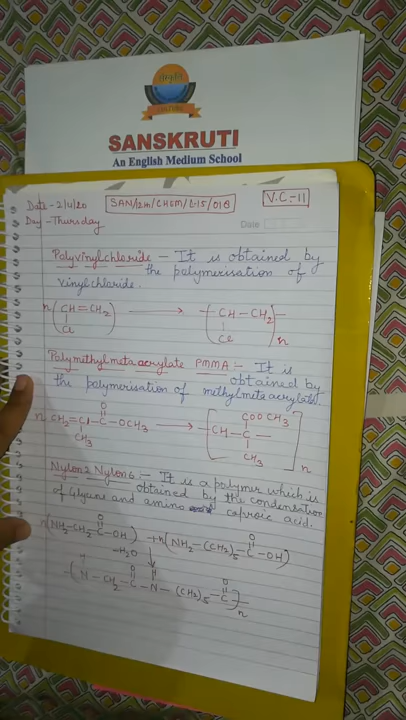 संस्कृति
CULTURE
SANSKRUTI
An English Medium School
Date - 2/4/20
SAN/2m/CHEM/L-15/01B
V.C.-11
Day - Thursday
Date
Polyvinylchloride - It is obtained by
the polymerisation of
vinylchloride.
n(CH=CH2) → -(CH-CH2)-n
Cl Cl
Polymethylmetaacrylate PMMA:- It is
obtained by
the polymerisation of methylmetaacrylate.
O COOCH3
n CH2=C-C-OCH3 → [-CH-C-]n
CH3 CH3
Nylon2 Nylon6 - It is a polymer which is
obtained by the condensation
of Glycine and amino caproic acid.
O O
n(NH2-CH2-C-OH) + n(NH2-(CH2)5-C-OH)
-H2O ↓
H O H O
-(N-CH2-C-N-(CH2)5-C)-n